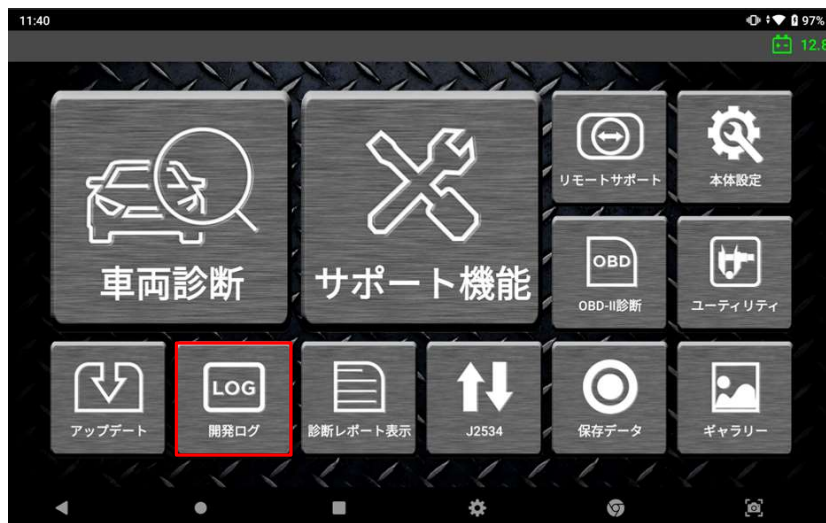 11:40
97%
12.8
車両診断
サポート機能
リモートサポート
本体設定
OBD
OBD-II診断
ユーティリティ
アップデート
LOG
開発ログ
診断レポート表示
J2534
保存データ
ギャラリー